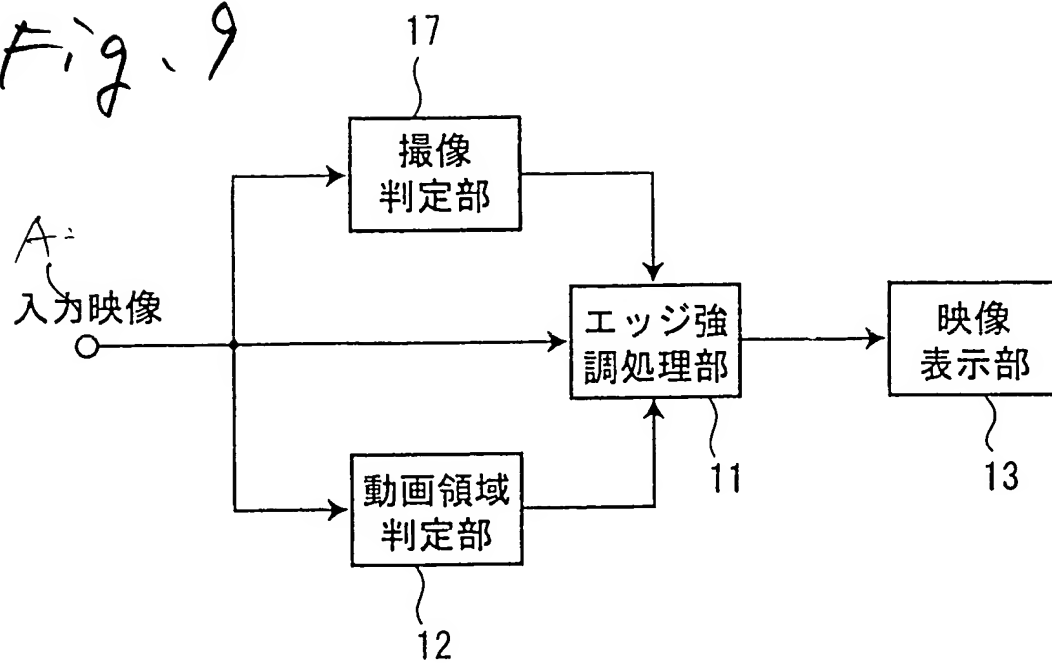 Fig. 9
17
撮像
判定部
A:
入力映像
エッジ強
調処理部
映像
表示部
11
13
動画領域
判定部
12